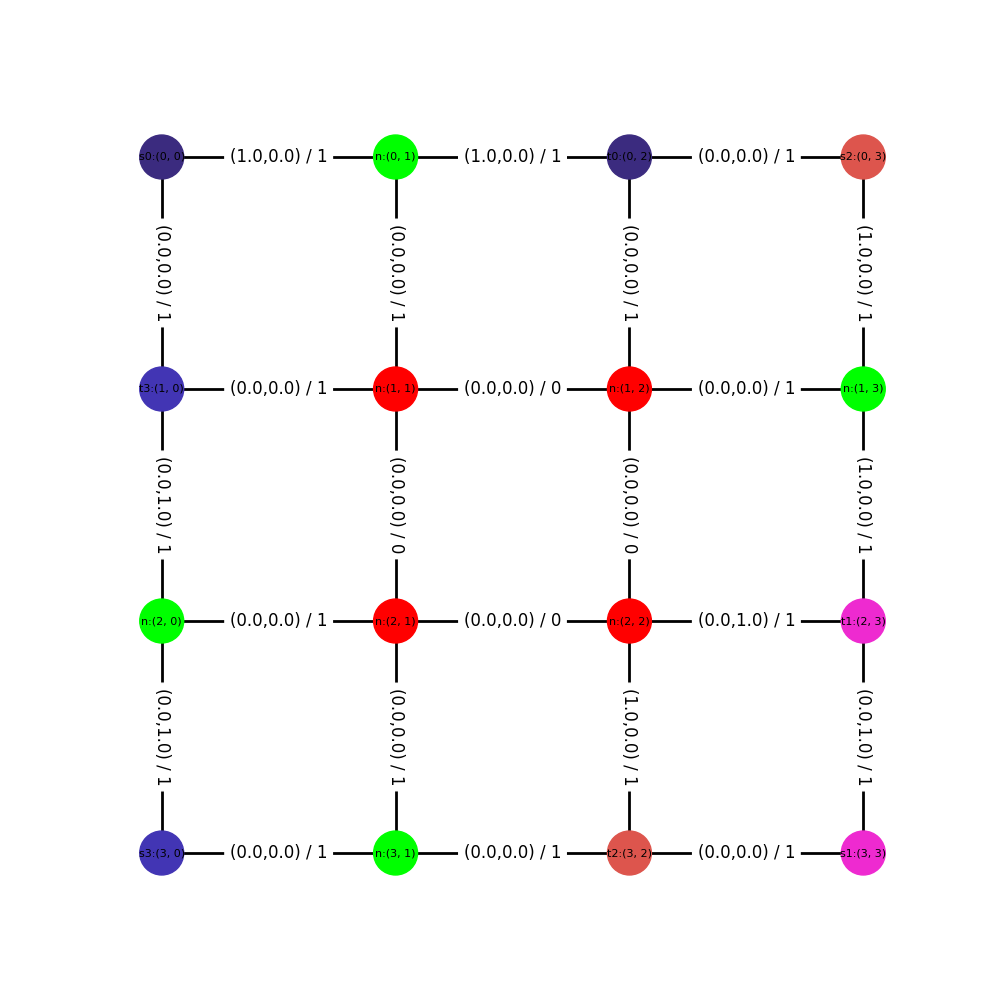 s0:(0, 0) (1.0,0.0) / 1 n:(0, 1) (1.0,0.0) / 1 t0:(0, 2) (0.0,0.0) / 1 s2:(0, 3)
(0.0,0.0) / 1 (0.0,0.0) / 1 (0.0,0.0) / 1 (1.0,0.0) / 1
t3:(1, 0) (0.0,0.0) / 1 n:(1, 1) (0.0,0.0) / 0 n:(1, 2) (0.0,0.0) / 1 n:(1, 3)
(0.0,1.0) / 1 (0.0,0.0) / 0 (0.0,0.0) / 0 (1.0,0.0) / 1
n:(2, 0) (0.0,0.0) / 1 n:(2, 1) (0.0,0.0) / 0 n:(2, 2) (0.0,1.0) / 1 t1:(2, 3)
(0.0,1.0) / 1 (0.0,0.0) / 1 (1.0,0.0) / 1 (0.0,1.0) / 1
s3:(3, 0) (0.0,0.0) / 1 n:(3, 1) (0.0,0.0) / 1 t2:(3, 2) (0.0,0.0) / 1 s1:(3, 3)